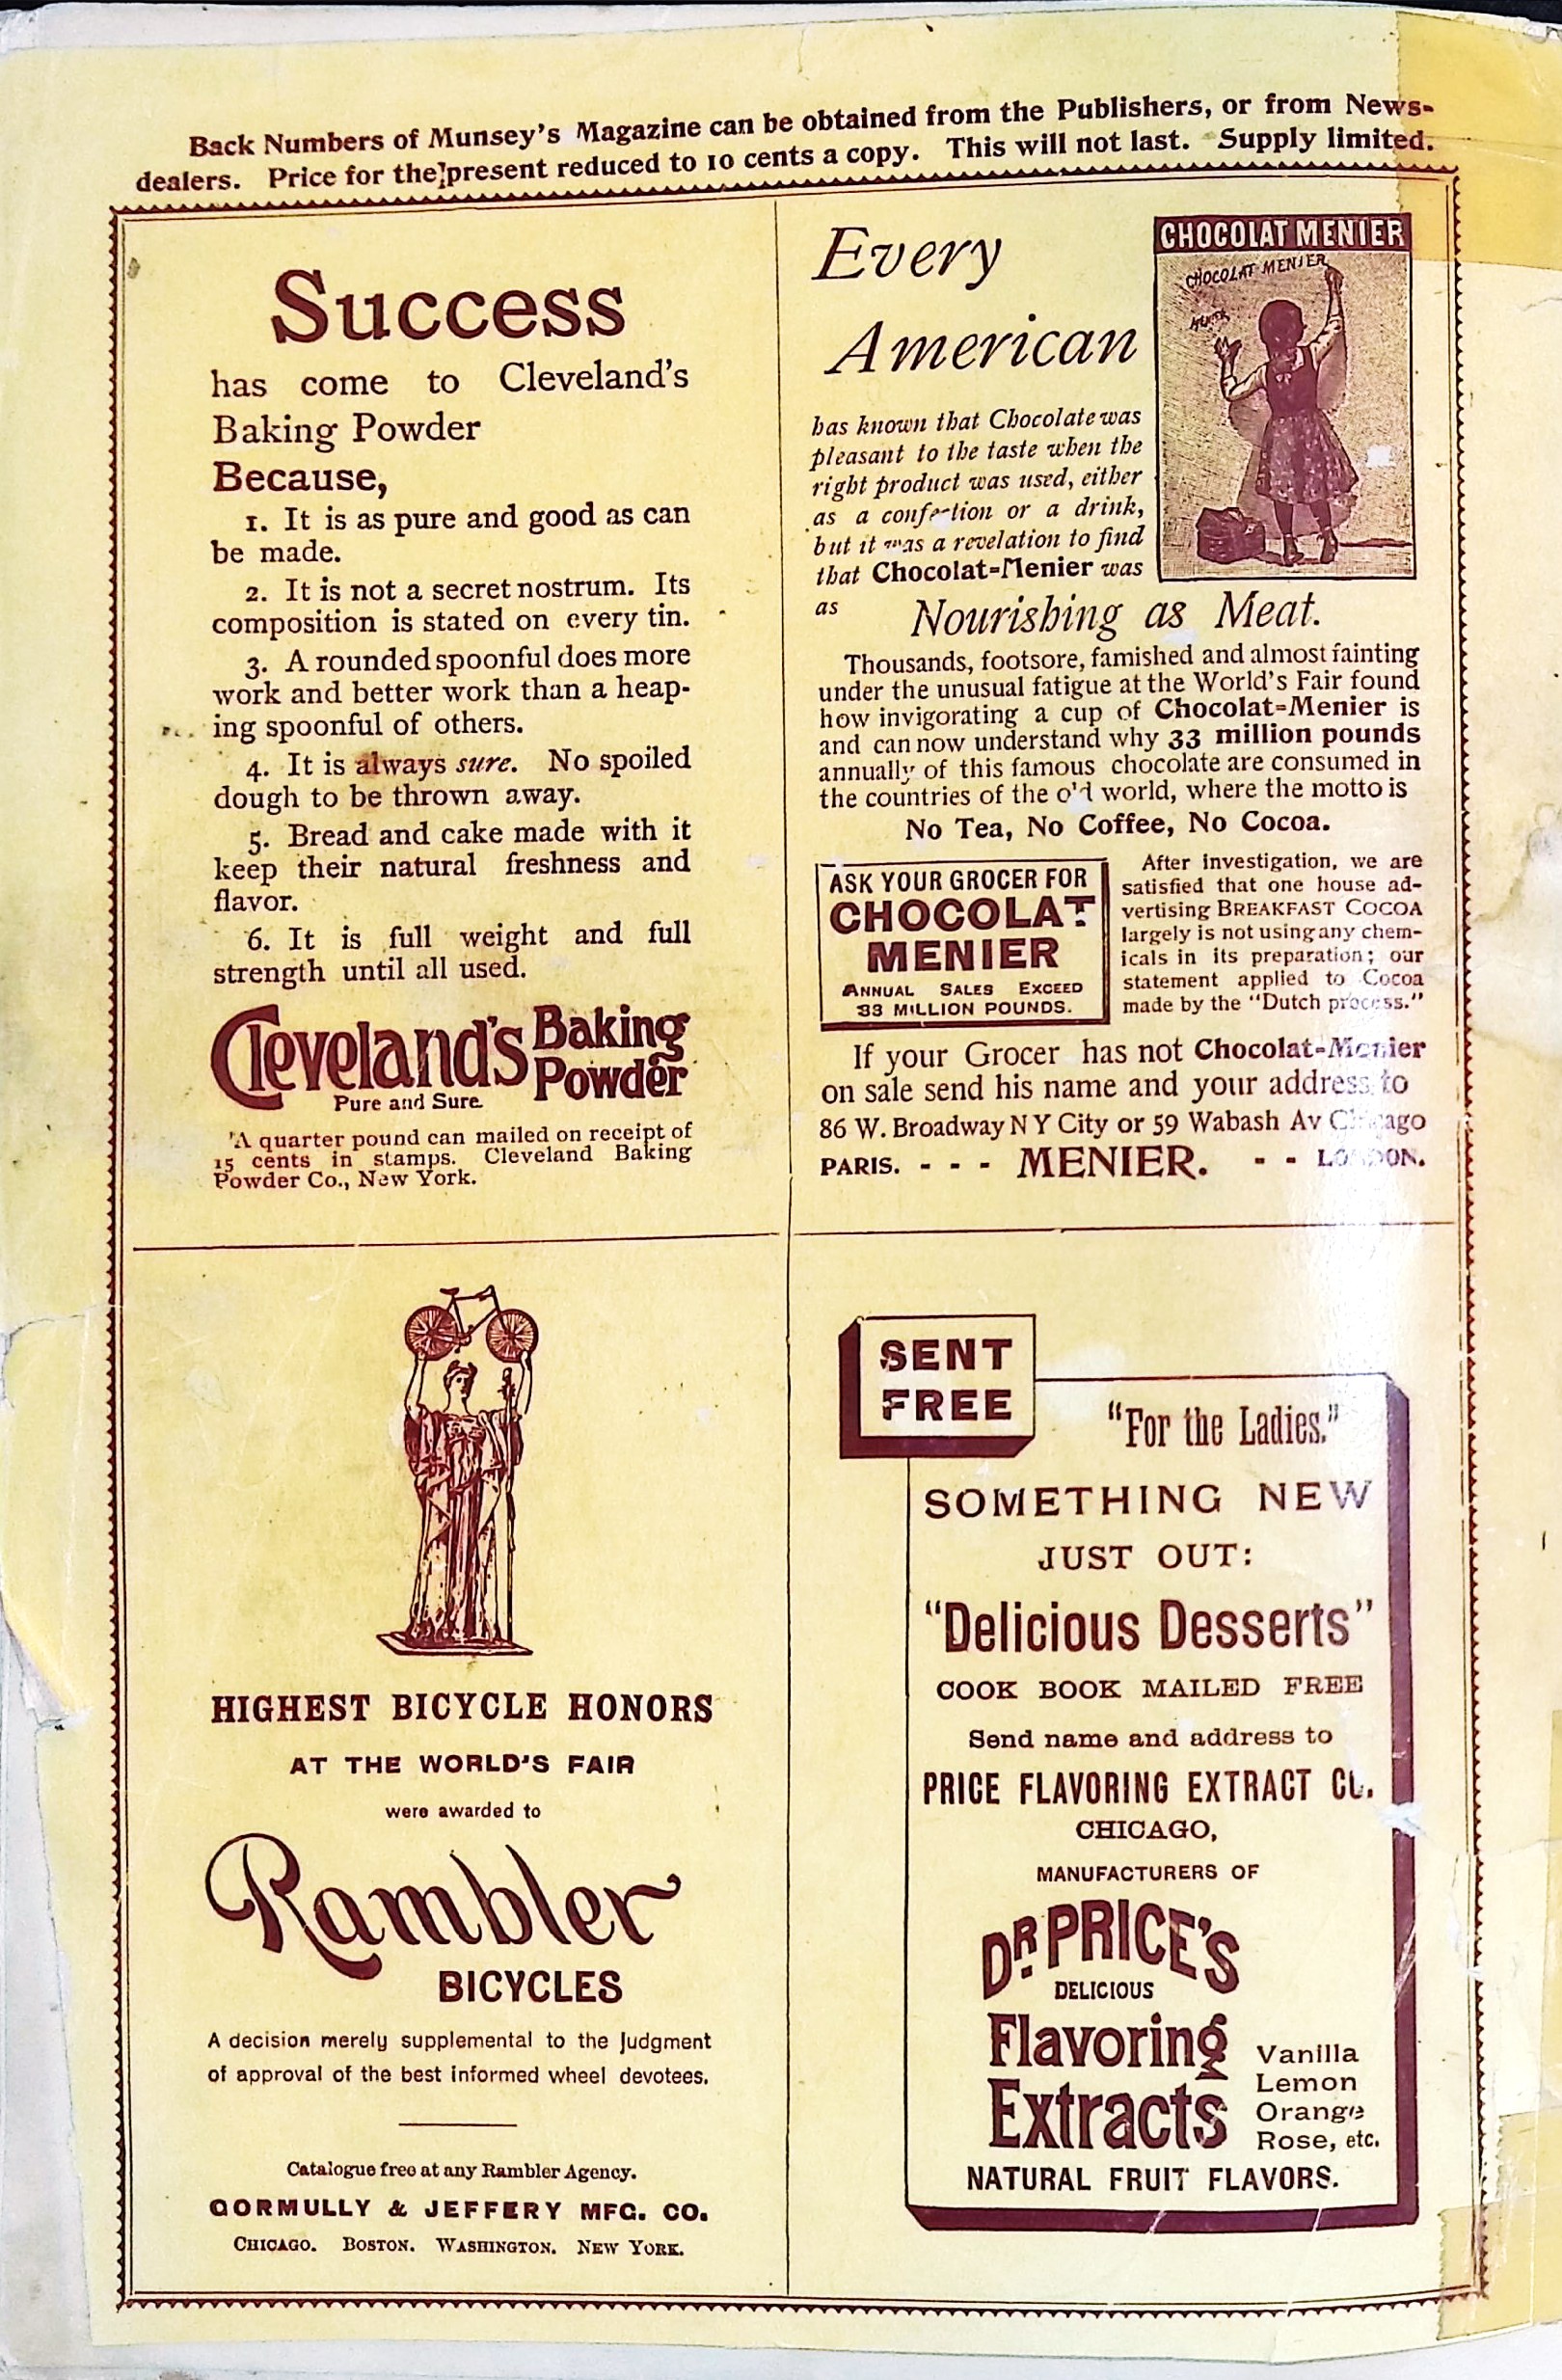 Back Numbers of Munsey's Magazine can be obtained from the Publishers, or from News-
dealers. Price for the present reduced to 10 cents a copy. This will not last. Supply limited.
Success
has come to Cleveland's
Baking Powder
Because,
1. It is as pure and good as can
be made.
2. It is not a secret nostrum. Its
composition is stated on every tin.
3. A rounded spoonful does more
work and better work than a heap-
ing spoonful of others.
4. It is always sure. No spoiled
dough to be thrown away.
5. Bread and cake made with it
keep their natural freshness and
flavor.
6. It is full weight and full
strength until all used.
Cleveland's Baking
Powder
Pure and Sure.
A quarter pound can mailed on receipt of
15 cents in stamps. Cleveland Baking
Powder Co., New York.
Every
American
CHOCOLAT MENIER
CHOCOLAT MENIER
MENIER
has known that Chocolate was
pleasant to the taste when the
right product was used, either
as a confection or a drink,
but it was a revelation to find
that Chocolat-Menier was
as Nourishing as Meat.
Thousands, footsore, famished and almost fainting
under the unusual fatigue at the World's Fair found
how invigorating a cup of Chocolat-Menier is
and can now understand why 33 million pounds
annually of this famous chocolate are consumed in
the countries of the old world, where the motto is
No Tea, No Coffee, No Cocoa.
ASK YOUR GROCER FOR
CHOCOLAT
MENIER
ANNUAL SALES EXCEED
33 MILLION POUNDS.
After investigation, we are
satisfied that one house ad-
vertising BREAKFAST COCOA
largely is not using any chem-
icals in its preparation; our
statement applied to Cocoa
made by the "Dutch process."
If your Grocer has not Chocolat-Menier
on sale send his name and your address to
86 W. Broadway N Y City or 59 Wabash Av Chicago
PARIS. - - - MENIER. - - LONDON.
HIGHEST BICYCLE HONORS
AT THE WORLD'S FAIR
were awarded to
Rambler
BICYCLES
A decision merely supplemental to the judgment
of approval of the best informed wheel devotees.
Catalogue free at any Rambler Agency.
GORMULLY & JEFFERY MFG. CO.
CHICAGO. BOSTON. WASHINGTON. NEW YORK.
SENT
FREE
"For the Ladies."
SOMETHING NEW
JUST OUT:
"Delicious Desserts"
COOK BOOK MAILED FREE
Send name and address to
PRICE FLAVORING EXTRACT CO.
CHICAGO,
MANUFACTURERS OF
DR. PRICE'S
DELICIOUS
Flavoring
Extracts
Vanilla
Lemon
Orange
Rose, etc.
NATURAL FRUIT FLAVORS.